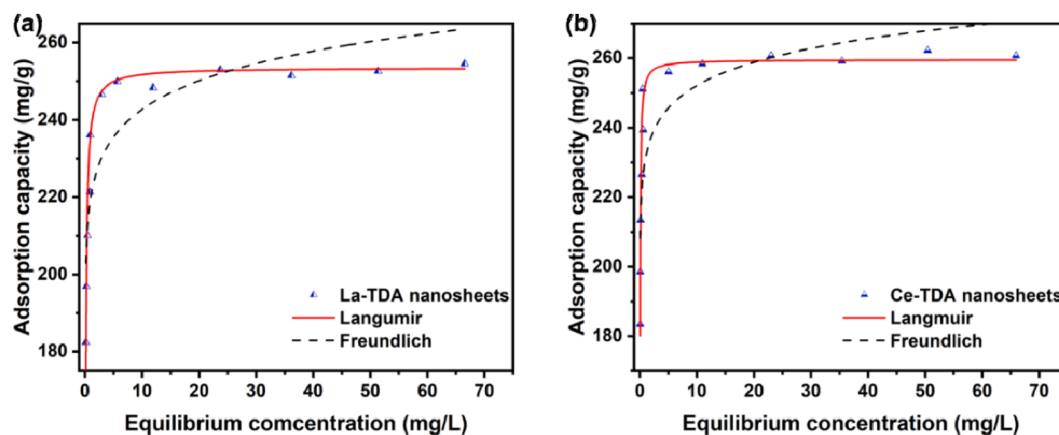 (a)
Adsorption capacity (mg/g)
260
240
220
200
180
La-TDA nanosheets
Langumir
Freundlich
0 10 20 30 40 50 60 70
Equilibrium comcentration (mg/L)
(b)
Adsorption capacity (mg/g)
260
240
220
200
180
Ce-TDA nanosheets
Langmuir
Freundlich
0 10 20 30 40 50 60 70
Equilibrium concentration (mg/L)